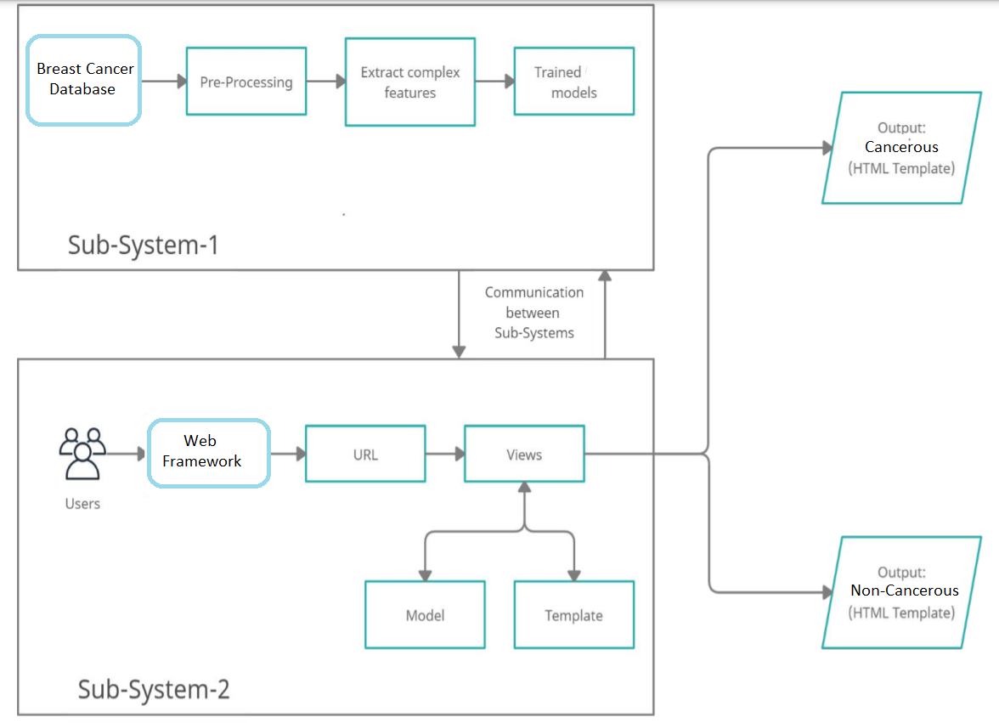 Breast Cancer
Database
Pre-Processing
Extract complex
features
Trained
models
Sub-System-1
Output:
Cancerous
(HTML Template)
Communication
between
Sub-Systems
Users
Web
Framework
URL
Views
Model
Template
Sub-System-2
Output:
Non-Cancerous
(HTML Template)